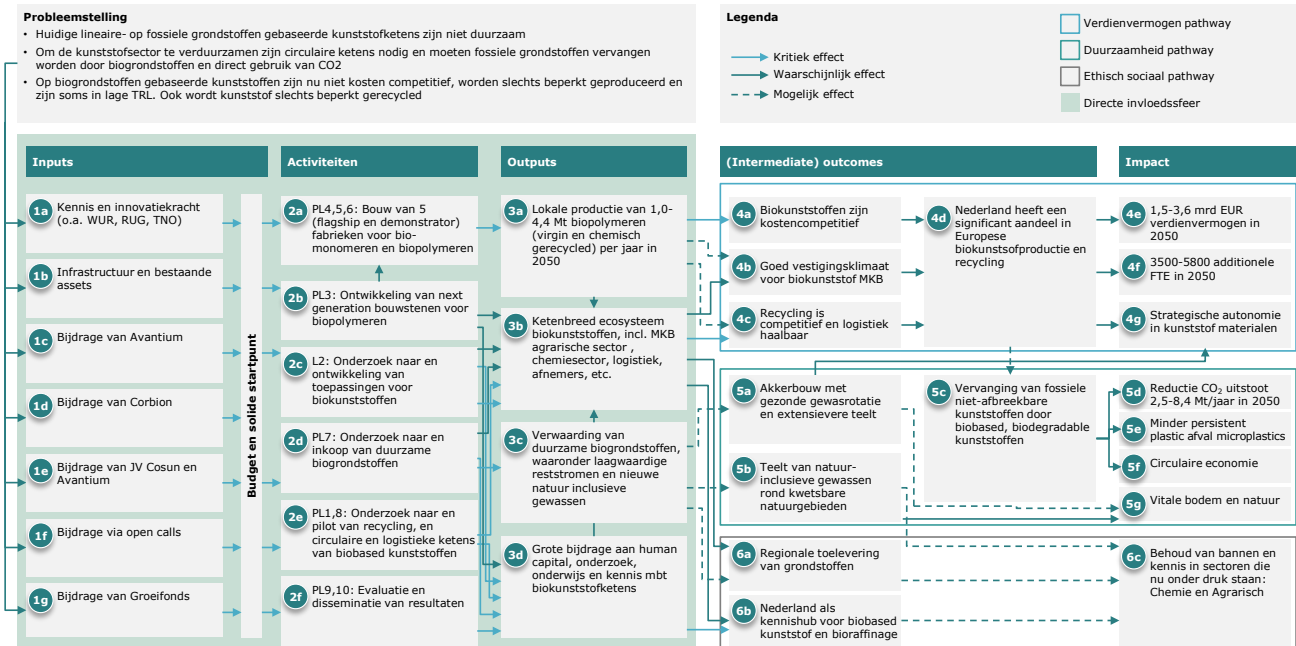 Probleemstelling
• Huidige lineaire- op fossiele grondstoffen gebaseerde kunststofketens zijn niet duurzaam
• Om de kunststofsector te verduurzamen zijn circulaire ketens nodig en moeten fossiele grondstoffen vervangen
worden door biogrondstoffen en direct gebruik van CO2
• Op biogrondstoffen gebaseerde kunststoffen zijn nu niet kosten competitief, worden slechts beperkt geproduceerd en
zijn soms in lage TRL. Ook wordt kunststof slechts beperkt gerecycled
Legenda
Kritiek effect
Waarschijnlijk effect
Mogelijk effect
Verdienvermogen pathway
Duurzaamheid pathway
Ethisch sociaal pathway
Directe invloedssfeer
Inputs
Activiteiten
Outputs
(Intermediate) outcomes
Impact
1a
Kennis en innovatiekracht
(o.a. WUR, RUG, TNO)
1b
Infrastructuur en bestaande
assets
1c
Bijdrage van Avantium
1d
Bijdrage van Corbion
1e
Bijdrage van JV Cosun en
Avantium
1f
Bijdrage via open calls
1g
Bijdrage van Groeifonds
Budget en solide startpunt
2a
PL4,5,6: Bouw van 5
(flagship en demonstrator)
fabrieken voor bio-
monomeren en biopolymeren
2b
PL3: Ontwikkeling van next
generation bouwstenen voor
biopolymeren
2c
L2: Onderzoek naar en
ontwikkeling van
toepassingen voor
biokunststoffen
2d
PL7: Onderzoek naar en
inkoop van duurzame
biogrondstoffen
2e
PL1,8: Onderzoek naar en
pilot van recycling, en
circulaire en logistieke ketens
van biobased kunststoffen
2f
PL9,10: Evaluatie en
disseminatie van resultaten
3a
Lokale productie van 1,0-
4,4 Mt biopolymeren
(virgin en chemisch
gerecycled) per jaar in
2050
3b
Ketenbreed ecosysteem
biokunststoffen, incl. MKB
agrarische sector ,
chemiesector, logistiek,
afnemers, etc.
3c
Verwaarding van
duurzame biogrondstoffen,
waaronder laagwaardige
reststromen en nieuwe
natuur inclusieve
gewassen
3d
Grote bijdrage aan human
capital, onderzoek,
onderwijs en kennis mbt
biokunstofketens
4a
Biokunststoffen zijn
kostencompetitief
4b
Goed vestigingsklimaat
voor biokunststof MKB
4c
Recycling is
competitief en logistiek
haalbaar
4d
Nederland heeft een
significant aandeel in
Europese
biokunstsofproductie en
recycling
4e
1,5-3,6 mrd EUR
verdienvermogen in
2050
4f
3500-5800 additionele
FTE in 2050
4g
Strategische autonomie
in kunststof materialen
5a
Akkerbouw met
gezonde gewasrotatie
en extensievere teelt
5b
Teelt van natuur-
inclusieve gewassen
rond kwetsbare
natuurgebieden
5c
Vervanging van fossiele
niet-afbreekbare
kunststoffen door
biobased, biodegradable
kunststoffen
5d
Reductie CO₂ uitstoot
2,5-8,4 Mt/jaar in 2050
5e
Minder persistent
plastic afval microplastics
5f
Circulaire economie
5g
Vitale bodem en natuur
6a
Regionale toelevering
van grondstoffen
6b
Nederland als
kennishub voor biobased
kunststof en bioraffinage
6c
Behoud van bannen en
kennis in sectoren die
nu onder druk staan:
Chemie en Agrarisch